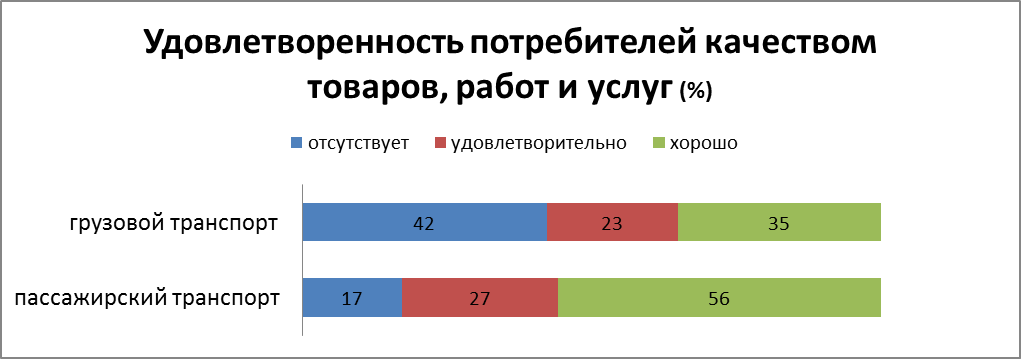 Удовлетворенность потребителей качеством
товаров, работ и услуг (%)
отсутствует удовлетворительно хорошо
грузовой транспорт 42 23 35
пассажирский транспорт 17 27 56